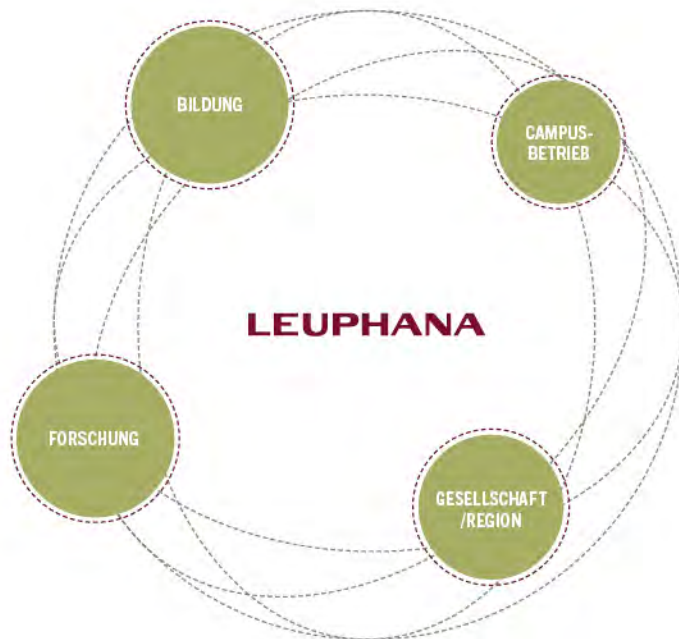 BILDUNG
CAMPUS-
BETRIEB
LEUPHANA
FORSCHUNG
GESELLSCHAFT
/REGION